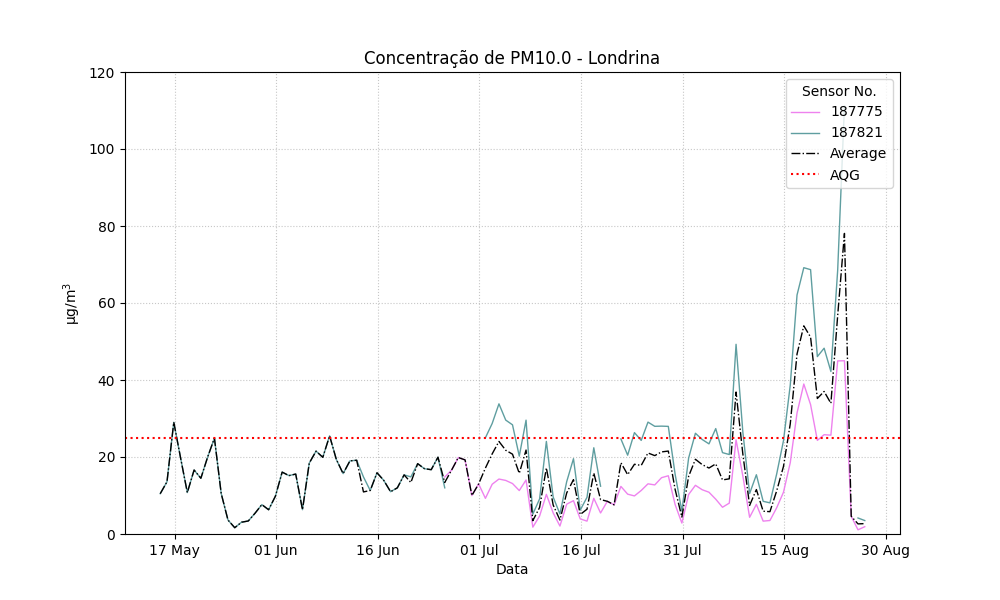 Concentração de PM10.0 - Londrina
120
100
80
60
40
20
0
µg/m³
Sensor No.
187775
187821
Average
AQG
17 May
01 Jun
16 Jun
01 Jul
16 Jul
31 Jul
15 Aug
30 Aug
Data